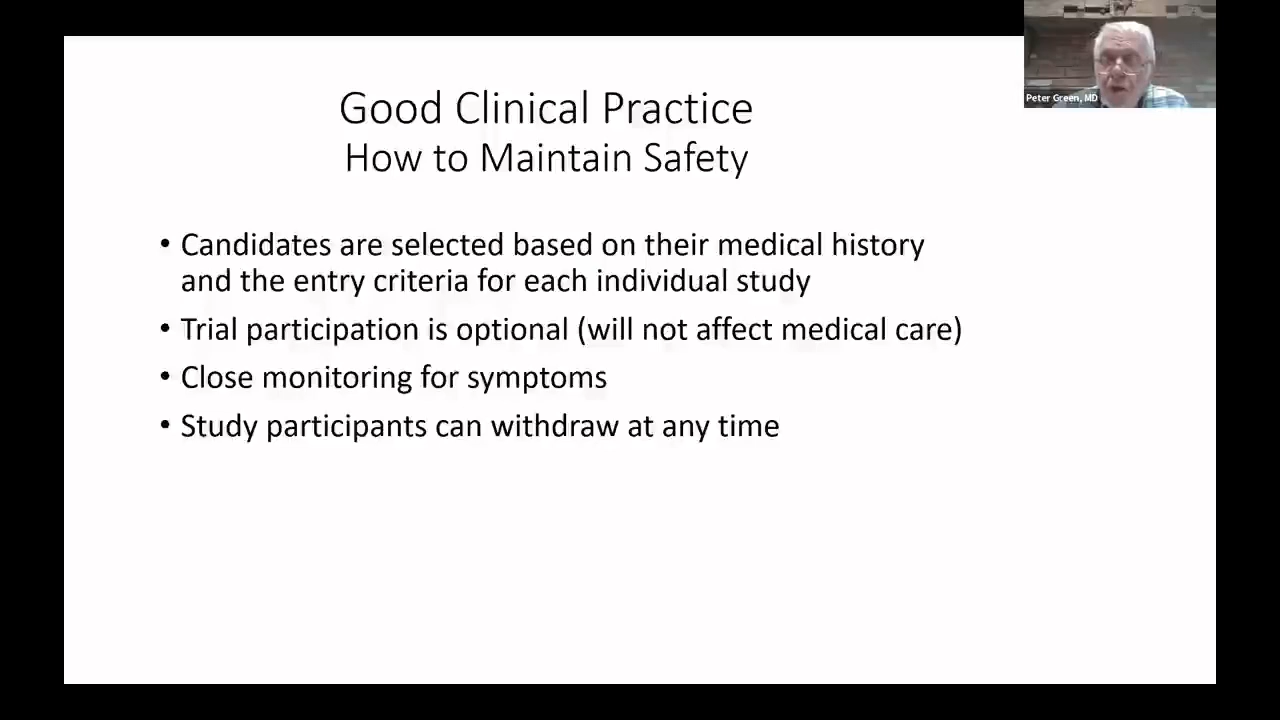 Good Clinical Practice
How to Maintain Safety
• Candidates are selected based on their medical history
and the entry criteria for each individual study
• Trial participation is optional (will not affect medical care)
• Close monitoring for symptoms
• Study participants can withdraw at any time
Peter Green, MD